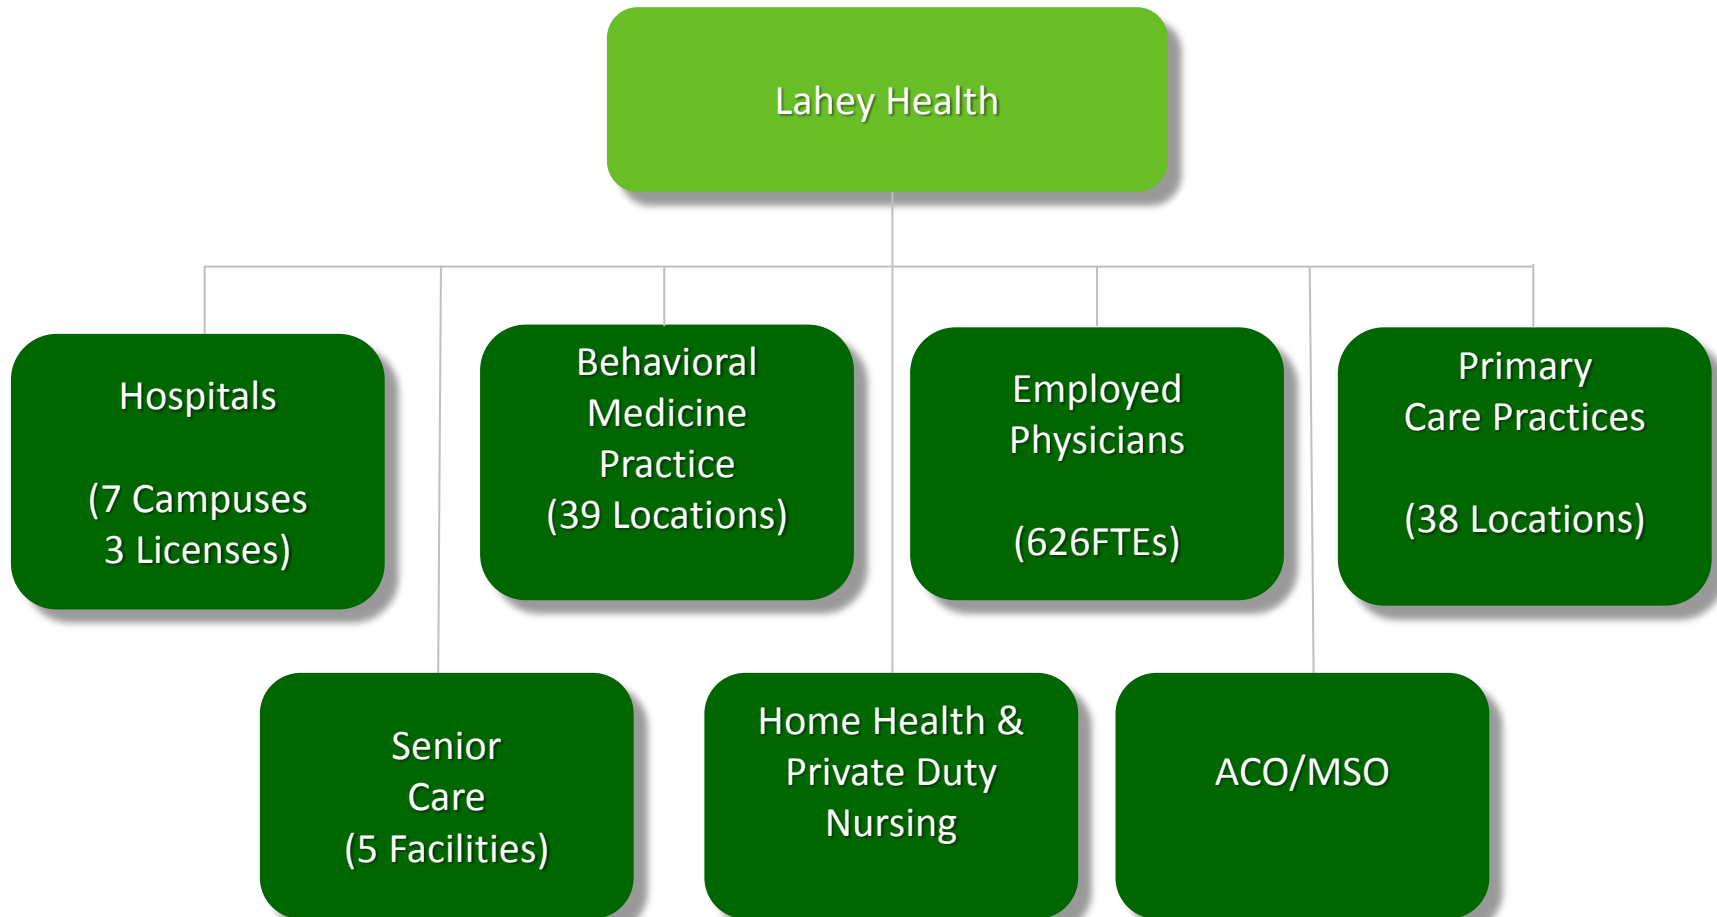 Lahey Health
Hospitals
(7 Campuses
3 Licenses)
Behavioral
Medicine
Practice
(39 Locations)
Employed
Physicians
(626FTEs)
Primary
Care Practices
(38 Locations)
Senior
Care
(5 Facilities)
Home Health &
Private Duty
Nursing
ACO/MSO